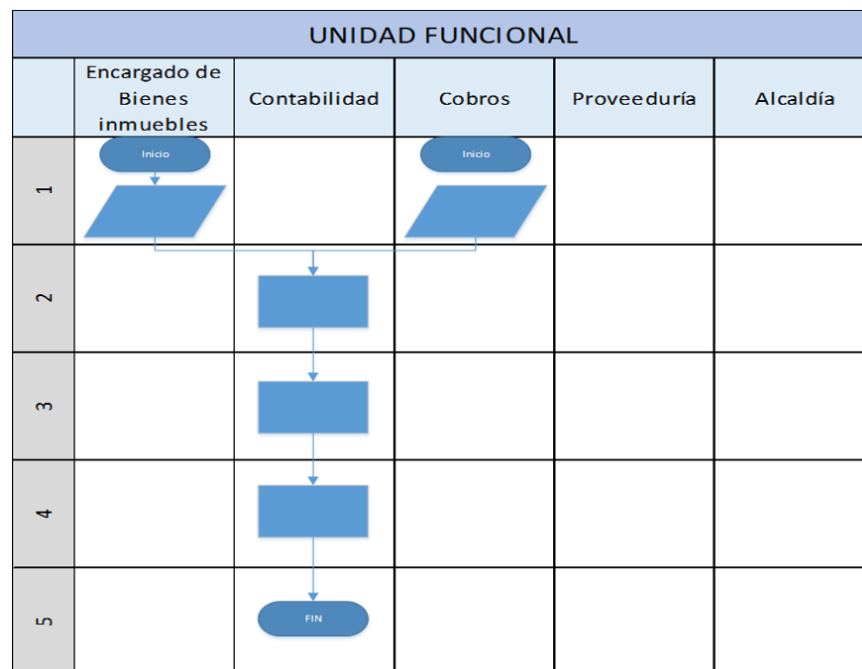 UNIDAD FUNCIONAL
Encargado de
Bienes
inmuebles
Contabilidad
Cobros
Proveeduría
Alcaldía
1
Inicio
Inicio
2
3
4
5
FIN